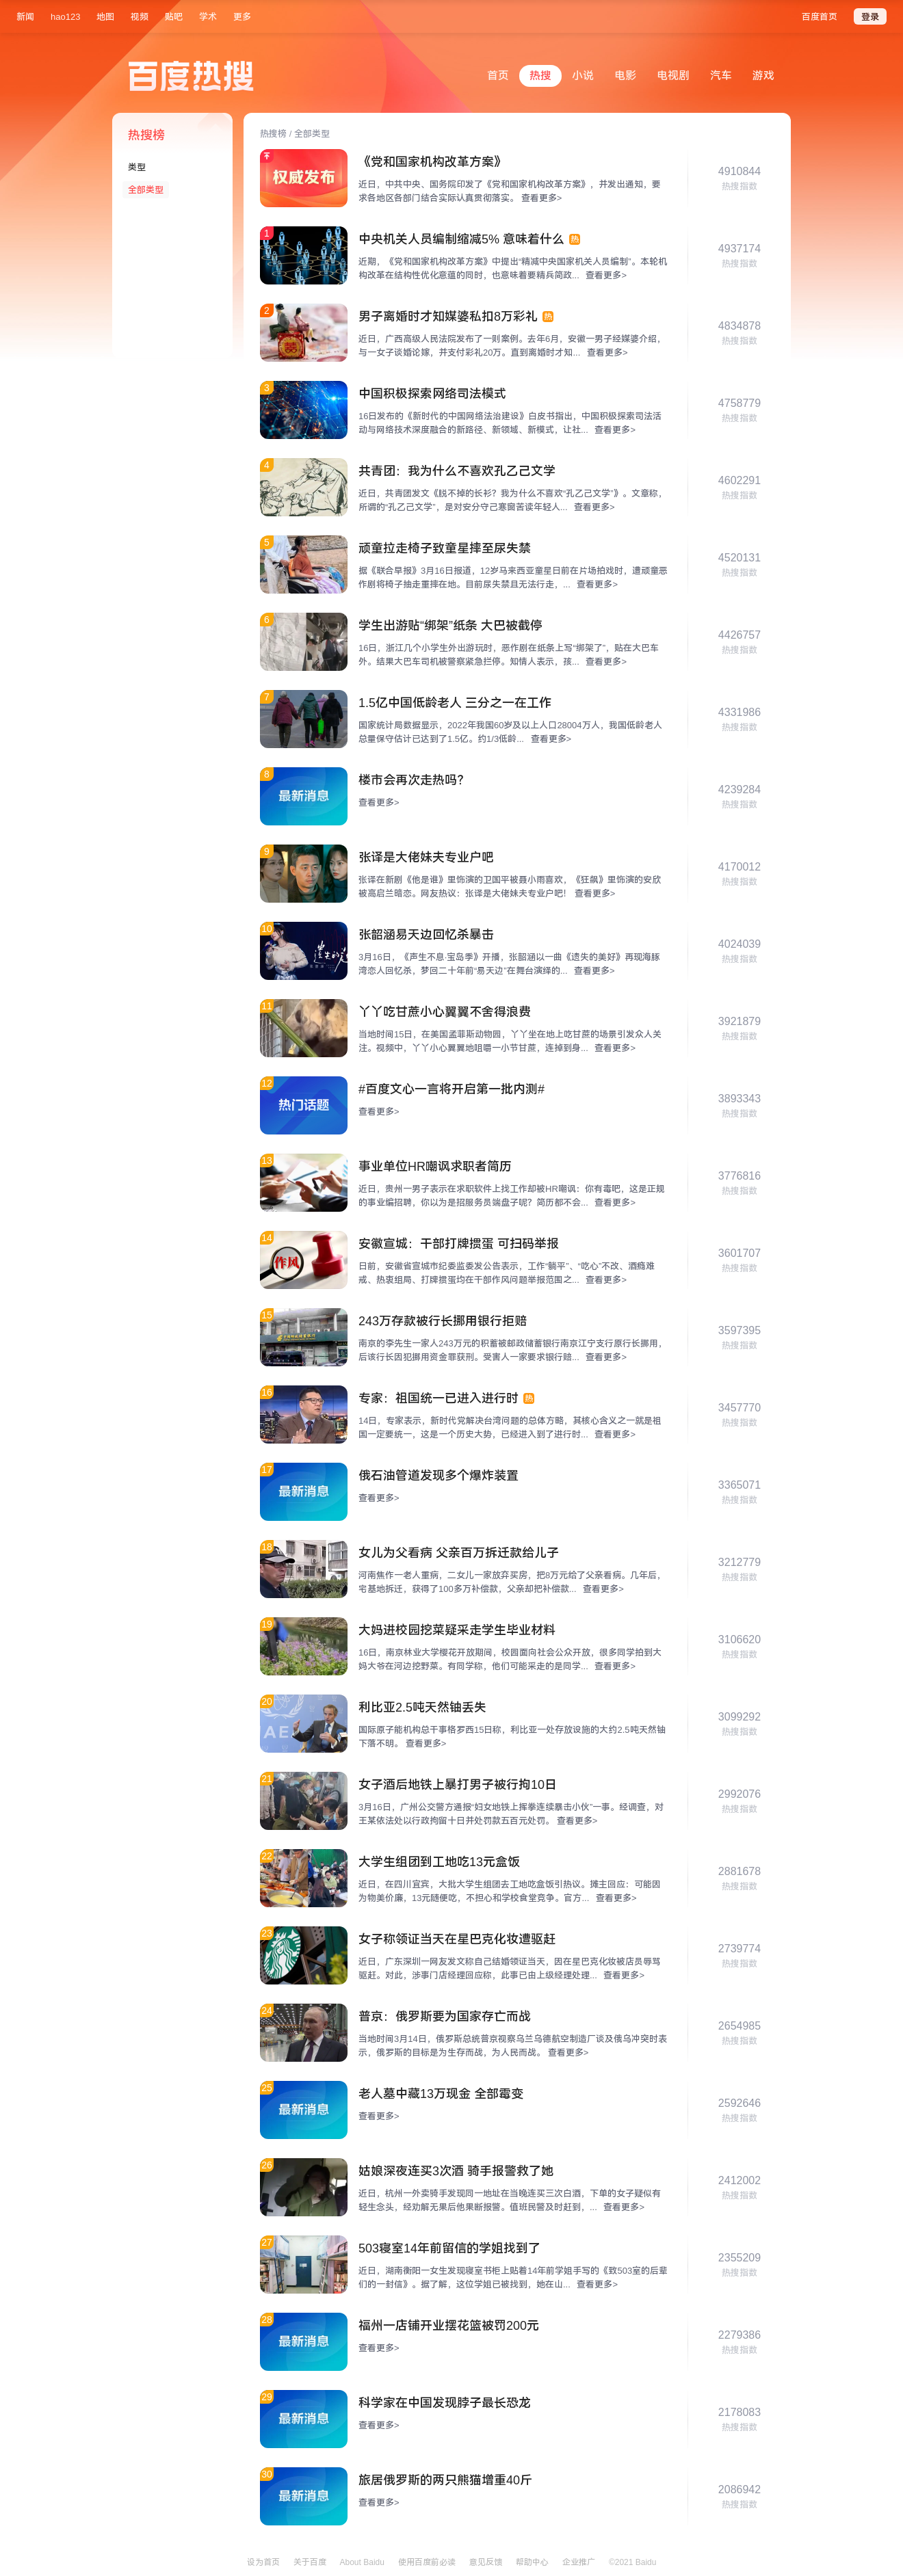 新闻 hao123 地图 视频 贴吧 学术 更多 百度首页 登录
百度热搜 首页 热搜 小说 电影 电视剧 汽车 游戏
热搜榜
类型
全部类型
热搜榜 / 全部类型
权威发布
《党和国家机构改革方案》
近日，中共中央、国务院印发了《党和国家机构改革方案》，并发出通知，要
求各地区各部门结合实际认真贯彻落实。 查看更多>
4910844
热搜指数
1
中央机关人员编制缩减5% 意味着什么 热
近期，《党和国家机构改革方案》中提出“精减中央国家机关人员编制”。本轮机
构改革在结构性优化意蕴的同时，也意味着要精兵简政... 查看更多>
4937174
热搜指数
2
男子离婚时才知媒婆私扣8万彩礼 热
近日，广西高级人民法院发布了一则案例。去年6月，安徽一男子经媒婆介绍，
与一女子谈婚论嫁，并支付彩礼20万。直到离婚时才知... 查看更多>
4834878
热搜指数
3
中国积极探索网络司法模式
16日发布的《新时代的中国网络法治建设》白皮书指出，中国积极探索司法活
动与网络技术深度融合的新路径、新领域、新模式，让社... 查看更多>
4758779
热搜指数
4
共青团：我为什么不喜欢孔乙己文学
近日，共青团发文《脱不掉的长衫？我为什么不喜欢“孔乙己文学”》。文章称，
所谓的“孔乙己文学”，是对安分守己寒窗苦读年轻人... 查看更多>
4602291
热搜指数
5
顽童拉走椅子致童星摔至尿失禁
据《联合早报》3月16日报道，12岁马来西亚童星日前在片场拍戏时，遭顽童恶
作剧将椅子抽走重摔在地。目前尿失禁且无法行走，... 查看更多>
4520131
热搜指数
6
学生出游贴“绑架”纸条 大巴被截停
16日，浙江几个小学生外出游玩时，恶作剧在纸条上写“绑架了”，贴在大巴车
外。结果大巴车司机被警察紧急拦停。知情人表示，孩... 查看更多>
4426757
热搜指数
7
1.5亿中国低龄老人 三分之一在工作
国家统计局数据显示，2022年我国60岁及以上人口28004万人，我国低龄老人
总量保守估计已达到了1.5亿。约1/3低龄... 查看更多>
4331986
热搜指数
8
最新消息
楼市会再次走热吗？
查看更多>
4239284
热搜指数
9
张译是大佬妹夫专业户吧
张译在新剧《他是谁》里饰演的卫国平被聂小雨喜欢，《狂飙》里饰演的安欣
被高启兰暗恋。网友热议：张译是大佬妹夫专业户吧！ 查看更多>
4170012
热搜指数
10
张韶涵易天边回忆杀暴击
3月16日，《声生不息·宝岛季》开播，张韶涵以一曲《遗失的美好》再现海豚
湾恋人回忆杀，梦回二十年前“易天边”在舞台演绎的... 查看更多>
4024039
热搜指数
11
丫丫吃甘蔗小心翼翼不舍得浪费
当地时间15日，在美国孟菲斯动物园，丫丫坐在地上吃甘蔗的场景引发众人关
注。视频中，丫丫小心翼翼地咀嚼一小节甘蔗，连掉到身... 查看更多>
3921879
热搜指数
12
热门话题
#百度文心一言将开启第一批内测#
查看更多>
3893343
热搜指数
13
事业单位HR嘲讽求职者简历
近日，贵州一男子表示在求职软件上找工作却被HR嘲讽：你有毒吧，这是正规
的事业编招聘，你以为是招服务员端盘子呢？简历都不会... 查看更多>
3776816
热搜指数
14
作风
安徽宣城：干部打牌掼蛋 可扫码举报
日前，安徽省宣城市纪委监委发公告表示，工作“躺平”、“吃心”不改、酒瘾难
戒、热衷组局、打牌掼蛋均在干部作风问题举报范围之... 查看更多>
3601707
热搜指数
15
243万存款被行长挪用银行拒赔
南京的李先生一家人243万元的积蓄被邮政储蓄银行南京江宁支行原行长挪用，
后该行长因犯挪用资金罪获刑。受害人一家要求银行赔... 查看更多>
3597395
热搜指数
16
专家：祖国统一已进入进行时 热
14日，专家表示，新时代党解决台湾问题的总体方略，其核心含义之一就是祖
国一定要统一，这是一个历史大势，已经进入到了进行时... 查看更多>
3457770
热搜指数
17
最新消息
俄石油管道发现多个爆炸装置
查看更多>
3365071
热搜指数
18
女儿为父看病 父亲百万拆迁款给儿子
河南焦作一老人重病，二女儿一家放弃买房，把8万元给了父亲看病。几年后，
宅基地拆迁，获得了100多万补偿款，父亲却把补偿款... 查看更多>
3212779
热搜指数
19
大妈进校园挖菜疑采走学生毕业材料
16日，南京林业大学樱花开放期间，校园面向社会公众开放，很多同学拍到大
妈大爷在河边挖野菜。有同学称，他们可能采走的是同学... 查看更多>
3106620
热搜指数
20
利比亚2.5吨天然铀丢失
国际原子能机构总干事格罗西15日称，利比亚一处存放设施的大约2.5吨天然铀
下落不明。 查看更多>
3099292
热搜指数
21
女子酒后地铁上暴打男子被行拘10日
3月16日，广州公交警方通报“妇女地铁上挥拳连续暴击小伙”一事。经调查，对
王某依法处以行政拘留十日并处罚款五百元处罚。 查看更多>
2992076
热搜指数
22
大学生组团到工地吃13元盒饭
近日，在四川宜宾，大批大学生组团去工地吃盒饭引热议。摊主回应：可能因
为物美价廉，13元随便吃，不担心和学校食堂竞争。官方... 查看更多>
2881678
热搜指数
23
女子称领证当天在星巴克化妆遭驱赶
近日，广东深圳一网友发文称自己结婚领证当天，因在星巴克化妆被店员辱骂
驱赶。对此，涉事门店经理回应称，此事已由上级经理处理... 查看更多>
2739774
热搜指数
24
普京：俄罗斯要为国家存亡而战
当地时间3月14日，俄罗斯总统普京视察乌兰乌德航空制造厂谈及俄乌冲突时表
示，俄罗斯的目标是为生存而战，为人民而战。 查看更多>
2654985
热搜指数
25
最新消息
老人墓中藏13万现金 全部霉变
查看更多>
2592646
热搜指数
26
姑娘深夜连买3次酒 骑手报警救了她
近日，杭州一外卖骑手发现同一地址在当晚连买三次白酒，下单的女子疑似有
轻生念头，经劝解无果后他果断报警。值班民警及时赶到，... 查看更多>
2412002
热搜指数
27
503寝室14年前留信的学姐找到了
近日，湖南衡阳一女生发现寝室书柜上贴着14年前学姐手写的《致503室的后辈
们的一封信》。据了解，这位学姐已被找到，她在山... 查看更多>
2355209
热搜指数
28
最新消息
福州一店铺开业摆花篮被罚200元
查看更多>
2279386
热搜指数
29
最新消息
科学家在中国发现脖子最长恐龙
查看更多>
2178083
热搜指数
30
最新消息
旅居俄罗斯的两只熊猫增重40斤
查看更多>
2086942
热搜指数
设为首页 关于百度 About Baidu 使用百度前必读 意见反馈 帮助中心 企业推广 ©2021 Baidu